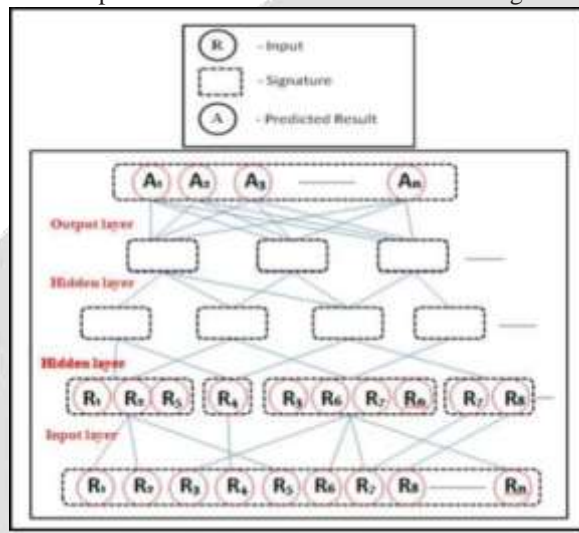 R - Input
- Signature
A - Predicted Result
A₁ A₂ A₃ Aₙ
Output layer
Hidden layer
Hidden layer
R₁ R₂ R₅ R₄ R₃ R₆ R₇ Rₙ R₇ R₈
Input layer
R₁ R₂ R₃ R₄ R₅ R₆ R₇ R₈ Rₙ